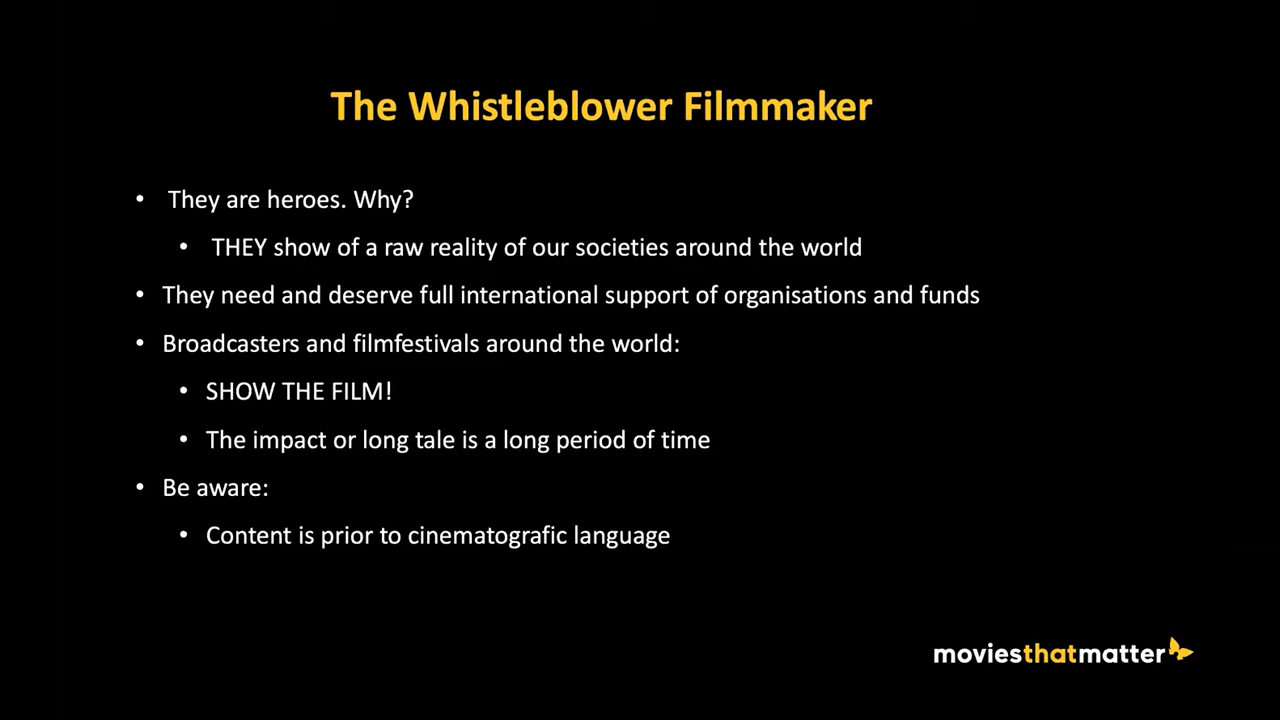 The Whistleblower Filmmaker
• They are heroes. Why?
• THEY show of a raw reality of our societies around the world
• They need and deserve full international support of organisations and funds
• Broadcasters and filmfestivals around the world:
• SHOW THE FILM!
• The impact or long tale is a long period of time
• Be aware:
• Content is prior to cinematografic language
moviesthatmatter